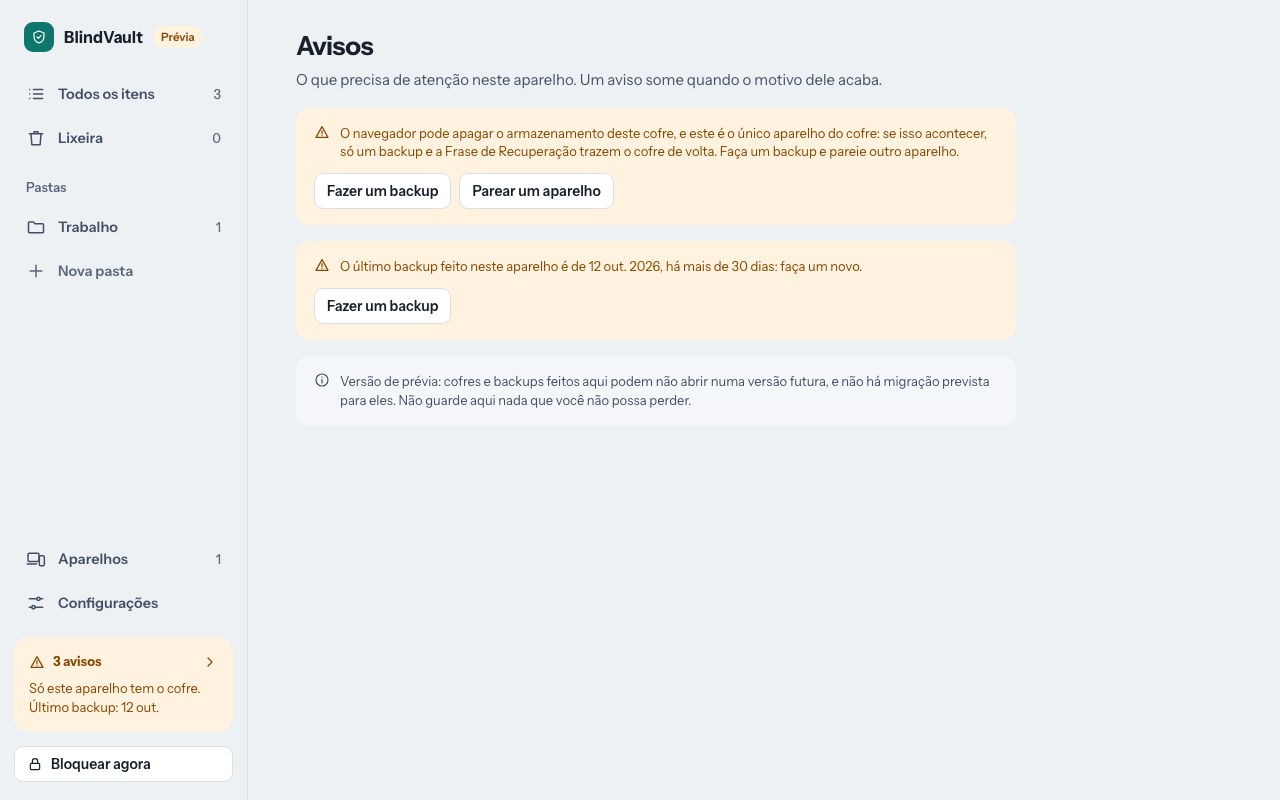 BlindVault Prévia
Todos os itens 3
Lixeira 0
Pastas
Trabalho 1
Nova pasta
Aparelhos 1
Configurações
3 avisos
Só este aparelho tem o cofre.
Último backup: 12 out.
Bloquear agora
Avisos
O que precisa de atenção neste aparelho. Um aviso some quando o motivo dele acaba.
O navegador pode apagar o armazenamento deste cofre, e este é o único aparelho do cofre: se isso acontecer,
só um backup e a Frase de Recuperação trazem o cofre de volta. Faça um backup e pareie outro aparelho.
Fazer um backup Parear um aparelho
O último backup feito neste aparelho é de 12 out. 2026, há mais de 30 dias: faça um novo.
Fazer um backup
Versão de prévia: cofres e backups feitos aqui podem não abrir numa versão futura, e não há migração prevista
para eles. Não guarde aqui nada que você não possa perder.